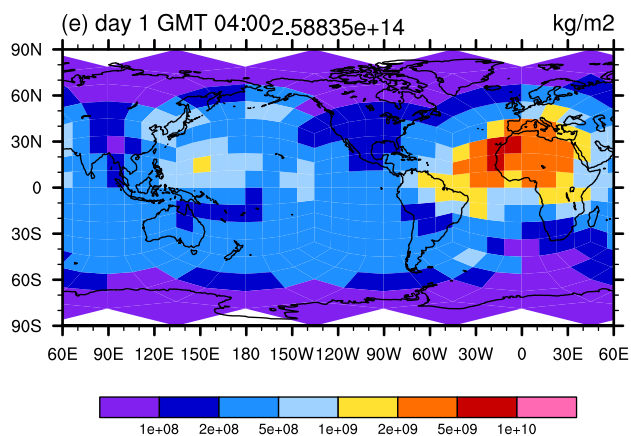 (e) day 1 GMT 04:00 2.58835e+14 kg/m2
90N
60N
30N
0
30S
60S
90S
60E 90E 120E 150E 180 150W 120W 90W 60W 30W 0 30E 60E
1e+08 2e+08 5e+08 1e+09 2e+09 5e+09 1e+10